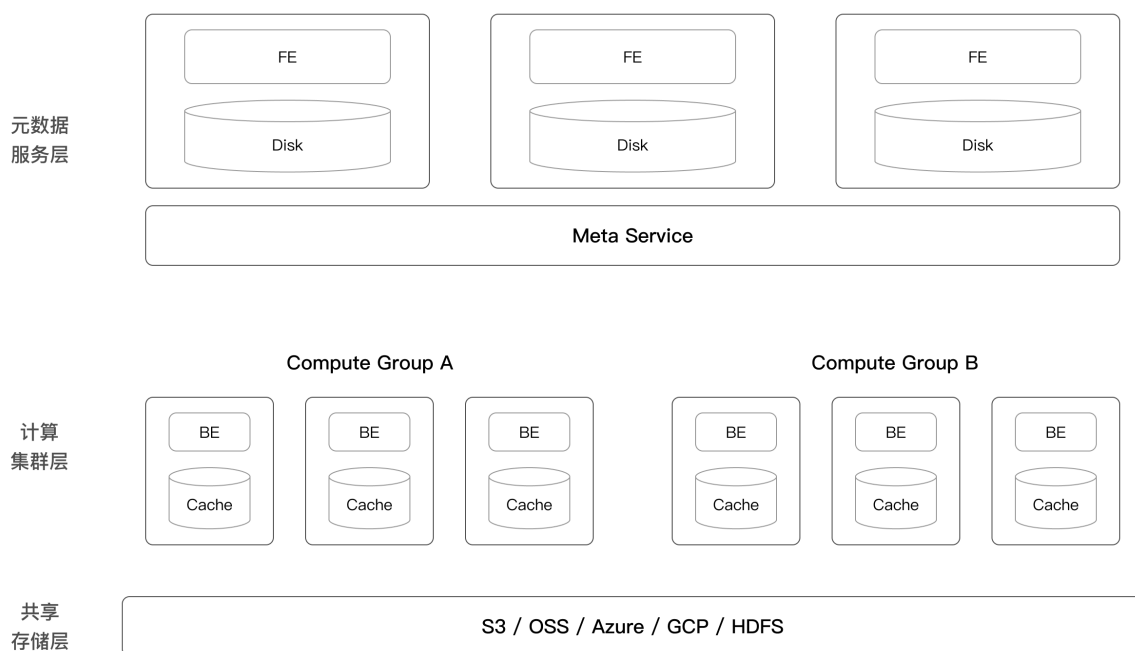 元数据
服务层
FE
FE
FE
Disk
Disk
Disk
Meta Service
计算
集群层
Compute Group A
Compute Group B
BE
BE
BE
BE
BE
BE
Cache
Cache
Cache
Cache
Cache
Cache
共享
存储层
S3 / OSS / Azure / GCP / HDFS